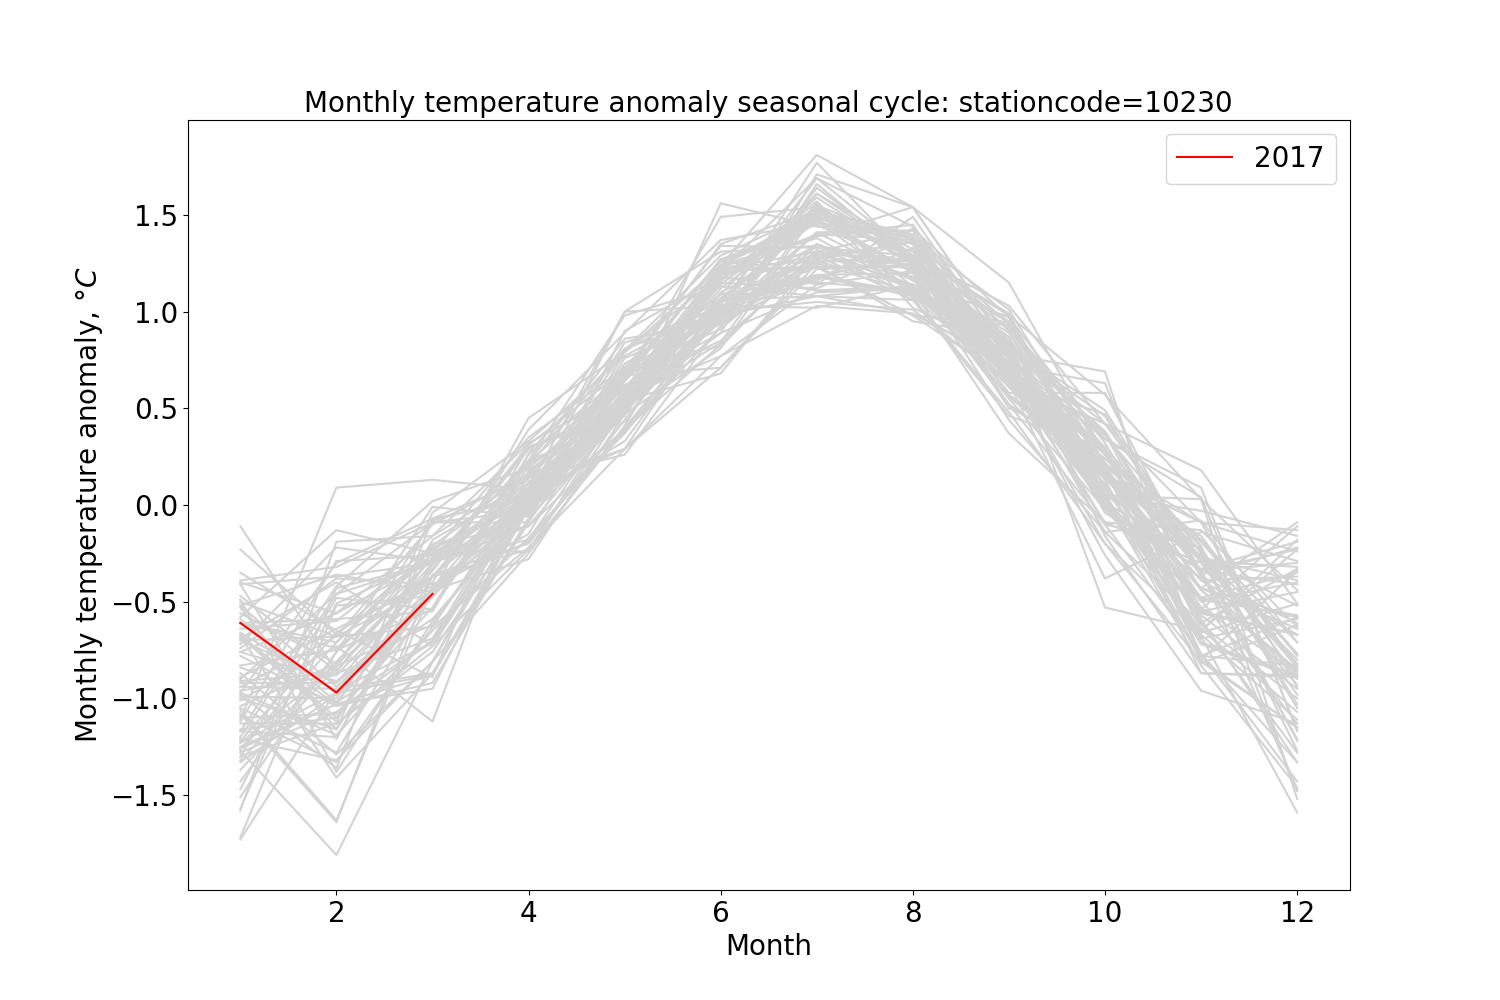 Monthly temperature anomaly seasonal cycle: stationcode=10230
2017
Monthly temperature anomaly, °C
1.5
1.0
0.5
0.0
−0.5
−1.0
−1.5
2 4 6 8 10 12
Month